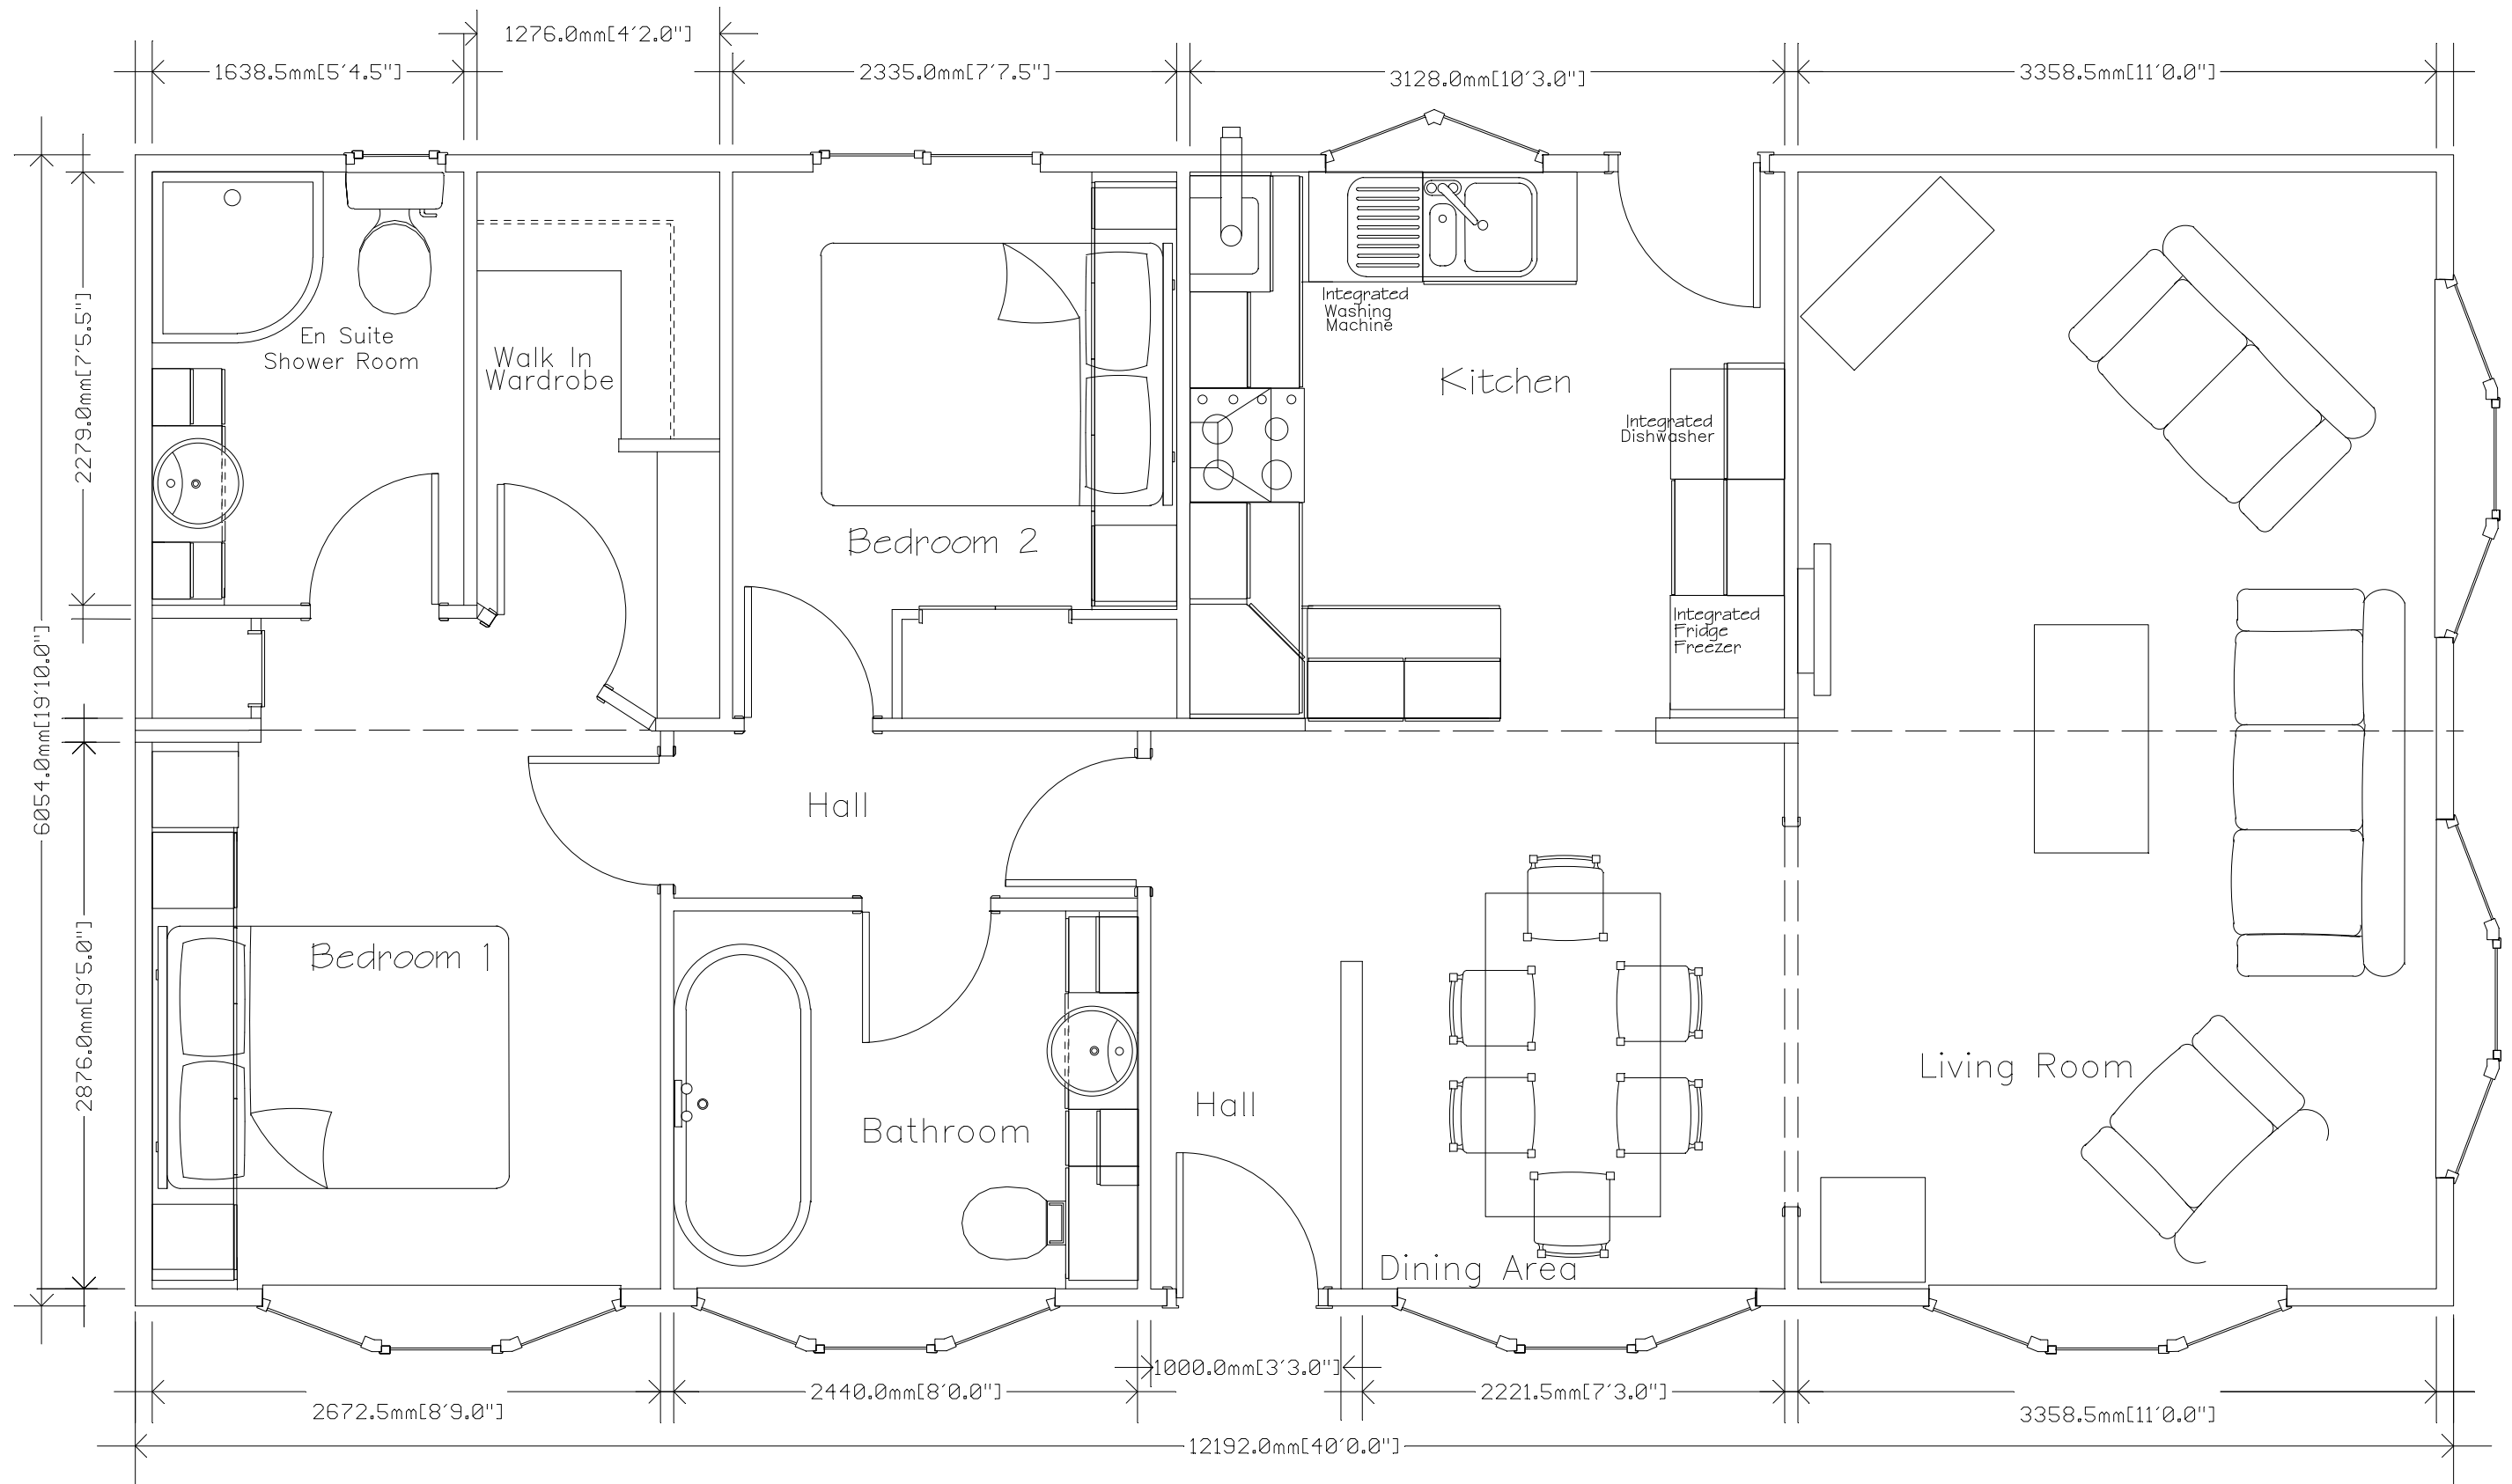 1276.0mm[4'2.0"]
1638.5mm[5'4.5"]
2335.0mm[7'7.5"]
3128.0mm[10'3.0"]
3358.5mm[11'0.0"]
2279.0mm[7'5.5"]
6054.0mm[19'10.0"]
2876.0mm[9'5.0"]
En Suite
Shower Room
Walk In
Wardrobe
Bedroom 2
Integrated
Washing
Machine
Kitchen
Integrated
Dishwasher
Integrated
Fridge
Freezer
Hall
Bedroom 1
Bathroom
Hall
Dining Area
Living Room
1000.0mm[3'3.0"]
2672.5mm[8'9.0"]
2440.0mm[8'0.0"]
2221.5mm[7'3.0"]
3358.5mm[11'0.0"]
12192.0mm[40'0.0"]